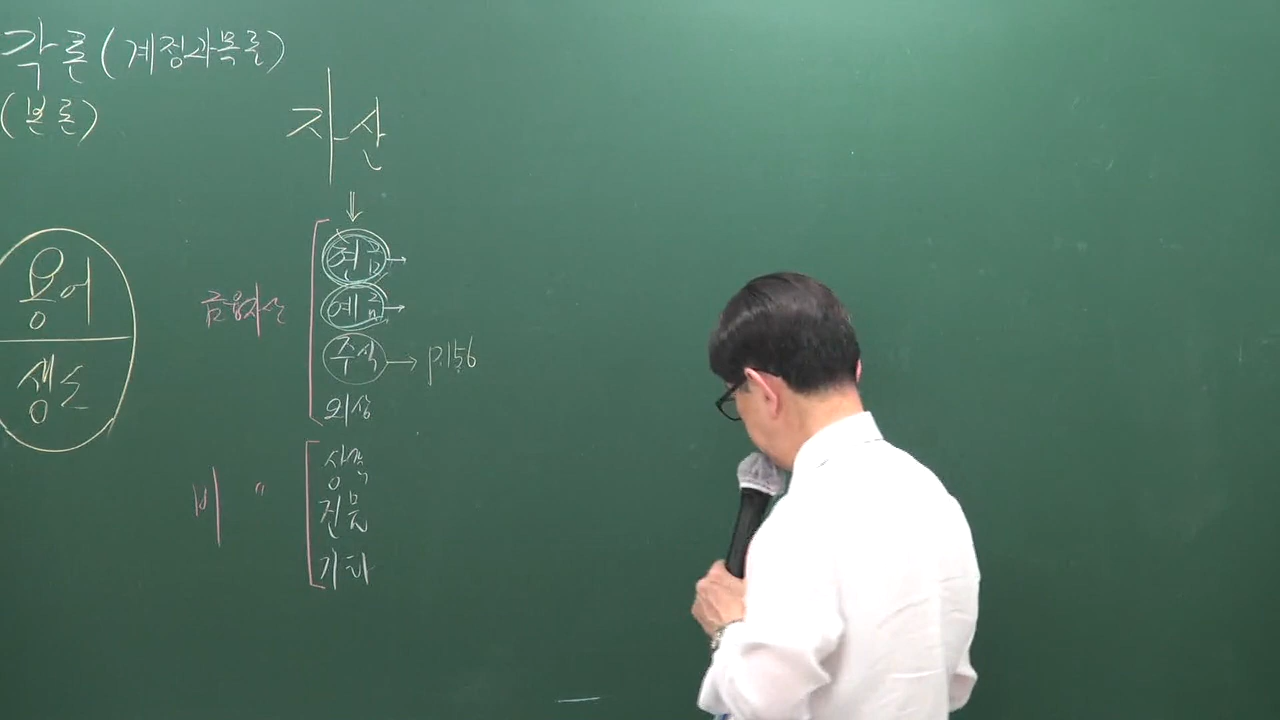 각론(계정과목론)
(본론)
자산
⇓
현금 →
예금 →
주식 → p.156
외상
금융자산
상각
건물
기타
비 〃
용어
생소